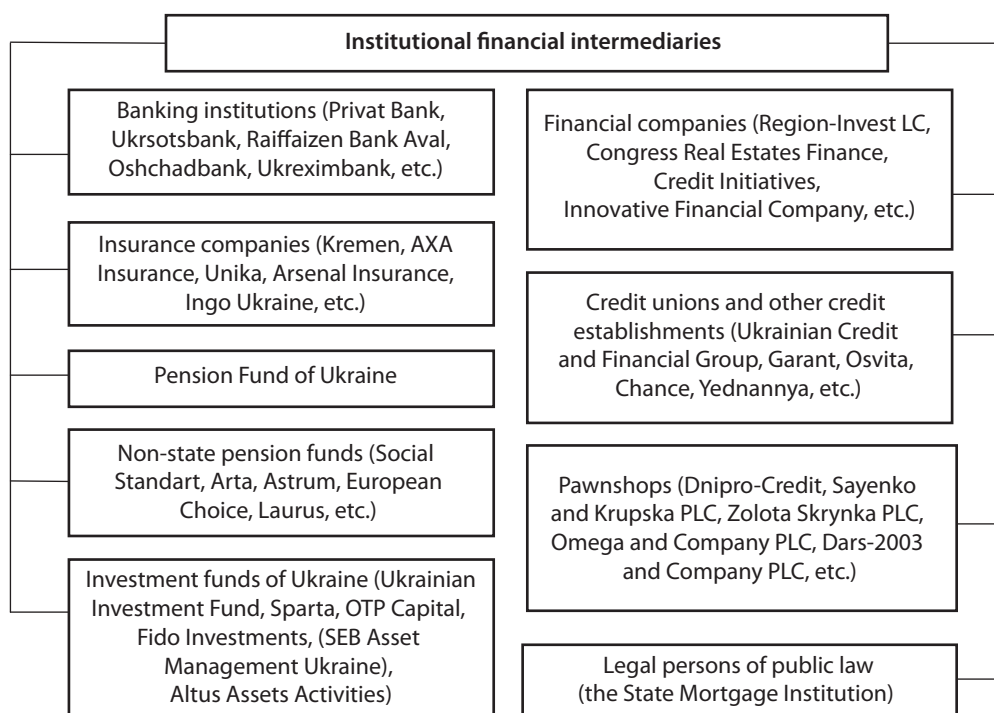 Institutional financial intermediaries
Banking institutions (Privat Bank,
Ukrsotsbank, Raiffaizen Bank Aval,
Oshchadbank, Ukreximbank, etc.)
Insurance companies (Kremen, AXA
Insurance, Unika, Arsenal Insurance,
Ingo Ukraine, etc.)
Pension Fund of Ukraine
Non-state pension funds (Social
Standart, Arta, Astrum, European
Choice, Laurus, etc.)
Investment funds of Ukraine (Ukrainian
Investment Fund, Sparta, OTP Capital,
Fido Investments, (SEB Asset
Management Ukraine),
Altus Assets Activities)
Financial companies (Region-Invest LC,
Congress Real Estates Finance,
Credit Initiatives,
Innovative Financial Company, etc.)
Credit unions and other credit
establishments (Ukrainian Credit
and Financial Group, Garant, Osvita,
Chance, Yednannya, etc.)
Pawnshops (Dnipro-Credit, Sayenko
and Krupska PLC, Zolota Skrynka PLC,
Omega and Company PLC, Dars-2003
and Company PLC, etc.)
Legal persons of public law
(the State Mortgage Institution)